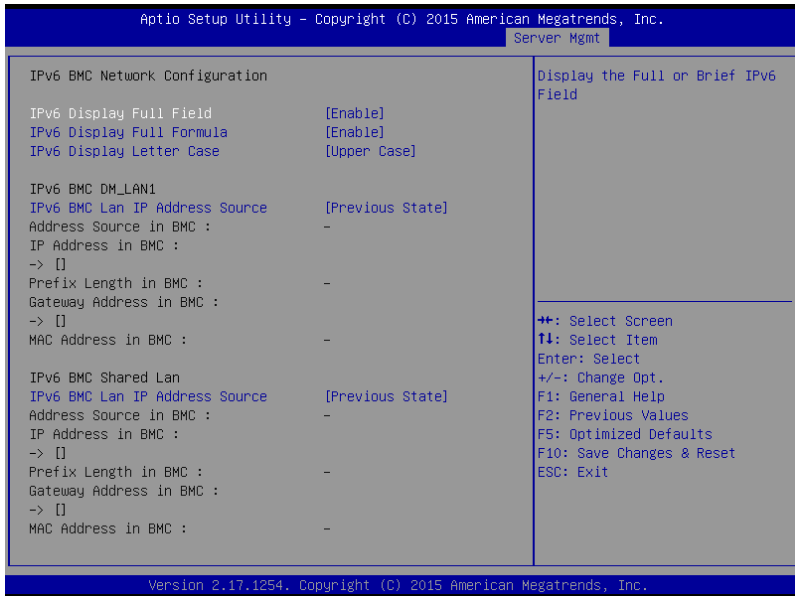 Aptio Setup Utility – Copyright (C) 2015 American Megatrends, Inc.
Server Mgmt
IPv6 BMC Network Configuration
IPv6 Display Full Field [Enable]
IPv6 Display Full Formula [Enable]
IPv6 Display Letter Case [Upper Case]
IPv6 BMC DM_LAN1
IPv6 BMC Lan IP Address Source [Previous State]
Address Source in BMC : –
IP Address in BMC :
–> []
Prefix Length in BMC : –
Gateway Address in BMC :
–> []
MAC Address in BMC : –
IPv6 BMC Shared Lan
IPv6 BMC Lan IP Address Source [Previous State]
Address Source in BMC : –
IP Address in BMC :
–> []
Prefix Length in BMC : –
Gateway Address in BMC :
–> []
MAC Address in BMC : –
Display the Full or Brief IPv6
Field
→←: Select Screen
↑↓: Select Item
Enter: Select
+/–: Change Opt.
F1: General Help
F2: Previous Values
F5: Optimized Defaults
F10: Save Changes & Reset
ESC: Exit
Version 2.17.1254. Copyright (C) 2015 American Megatrends, Inc.